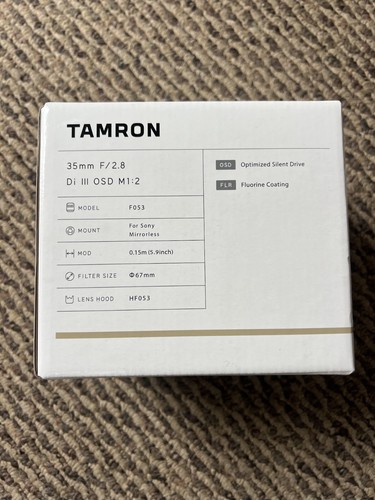 TAMRON
35mm F/2.8
Di III OSD M1:2
MODEL F053
MOUNT For Sony
Mirrorless
MOD 0.15m (5.9inch)
FILTER SIZE Φ67mm
LENS HOOD HF053
OSD Optimized Silent Drive
FLR Fluorine Coating